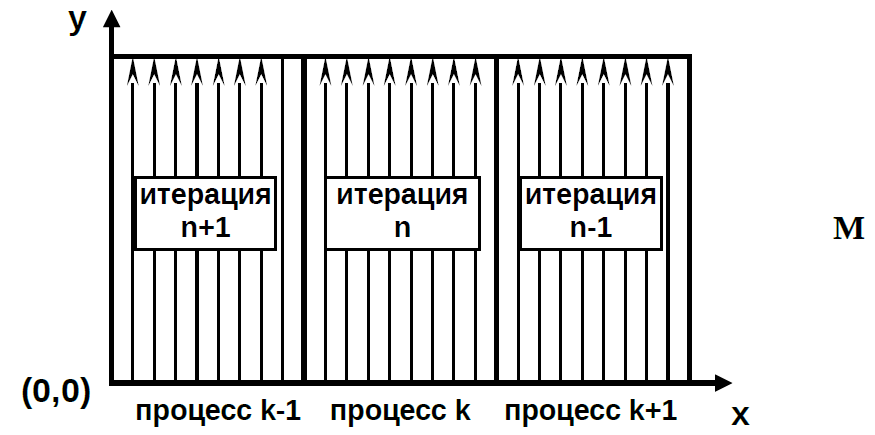 y
итерация
n+1
итерация
n
итерация
n-1
M
(0,0)
процесс k-1
процесс k
процесс k+1
x